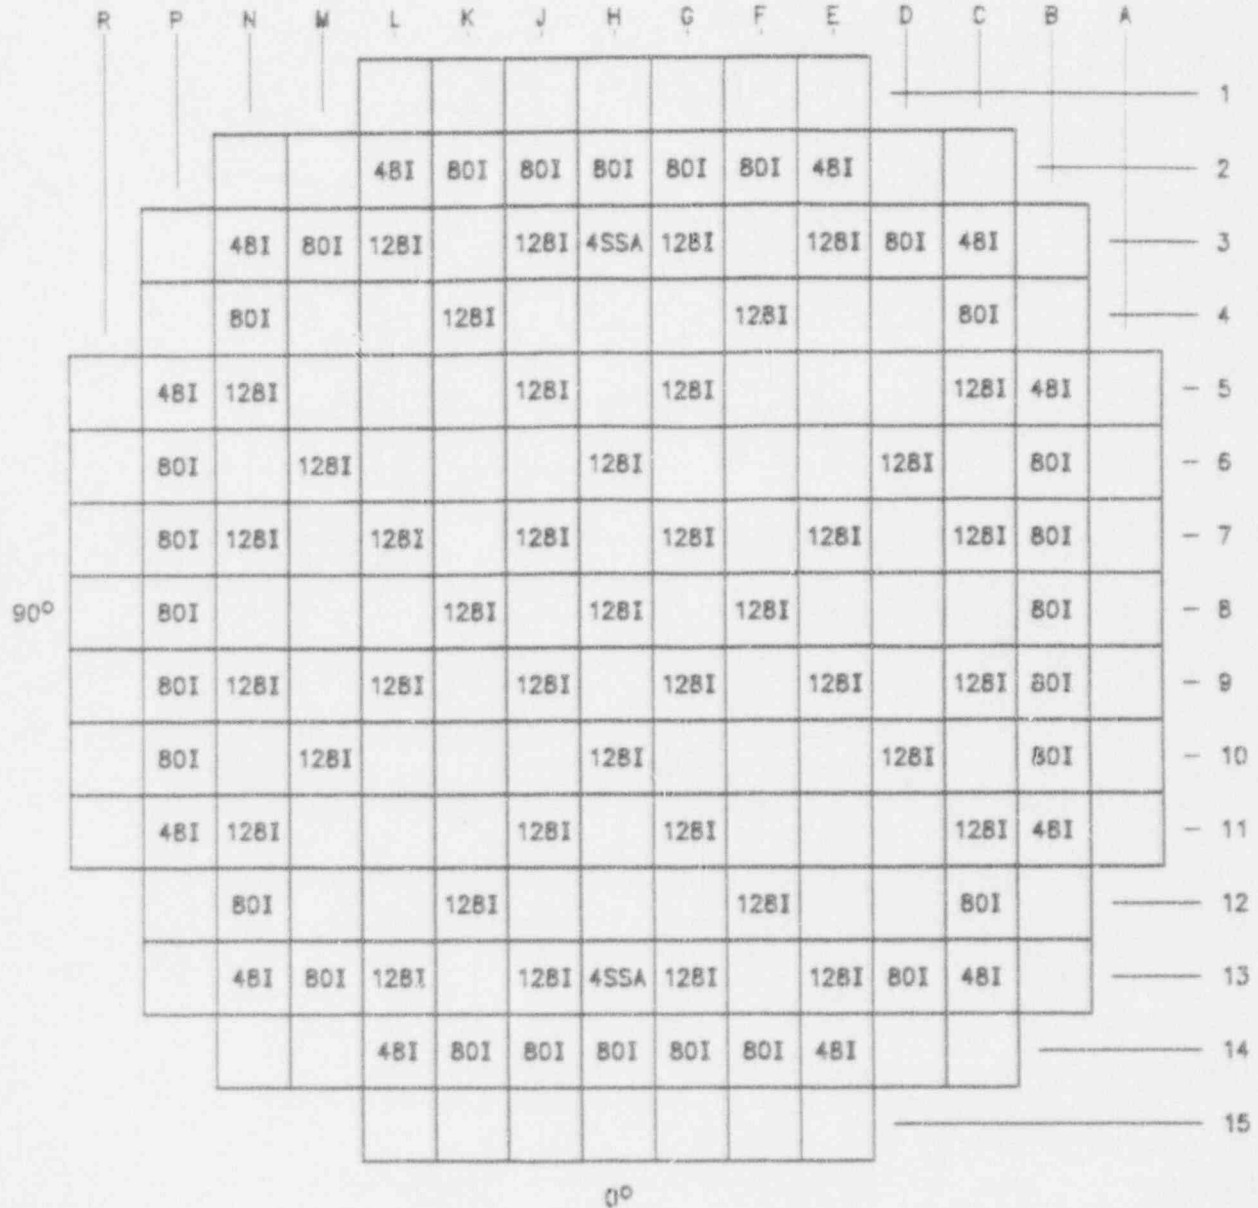 R P N M L K J H G F E D C B A
1
48I 80I 80I 80I 80I 80I 48I 2
48I 80I 128I 128I 4SSA 128I 128I 80I 48I 3
80I 128I 128I 80I 4
48I 128I 128I 128I 128I 48I 5
80I 128I 128I 128I 80I 6
80I 128I 128I 128I 128I 128I 128I 80I 7
90° 80I 128I 128I 128I 80I 8
80I 128I 128I 128I 128I 128I 128I 80I 9
80I 128I 128I 128I 80I 10
48I 128I 128I 128I 128I 48I 11
80I 128I 128I 80I 12
48I 80I 128I 128I 4SSA 128I 128I 80I 48I 13
48I 80I 80I 80I 80I 80I 48I 14
15
0°